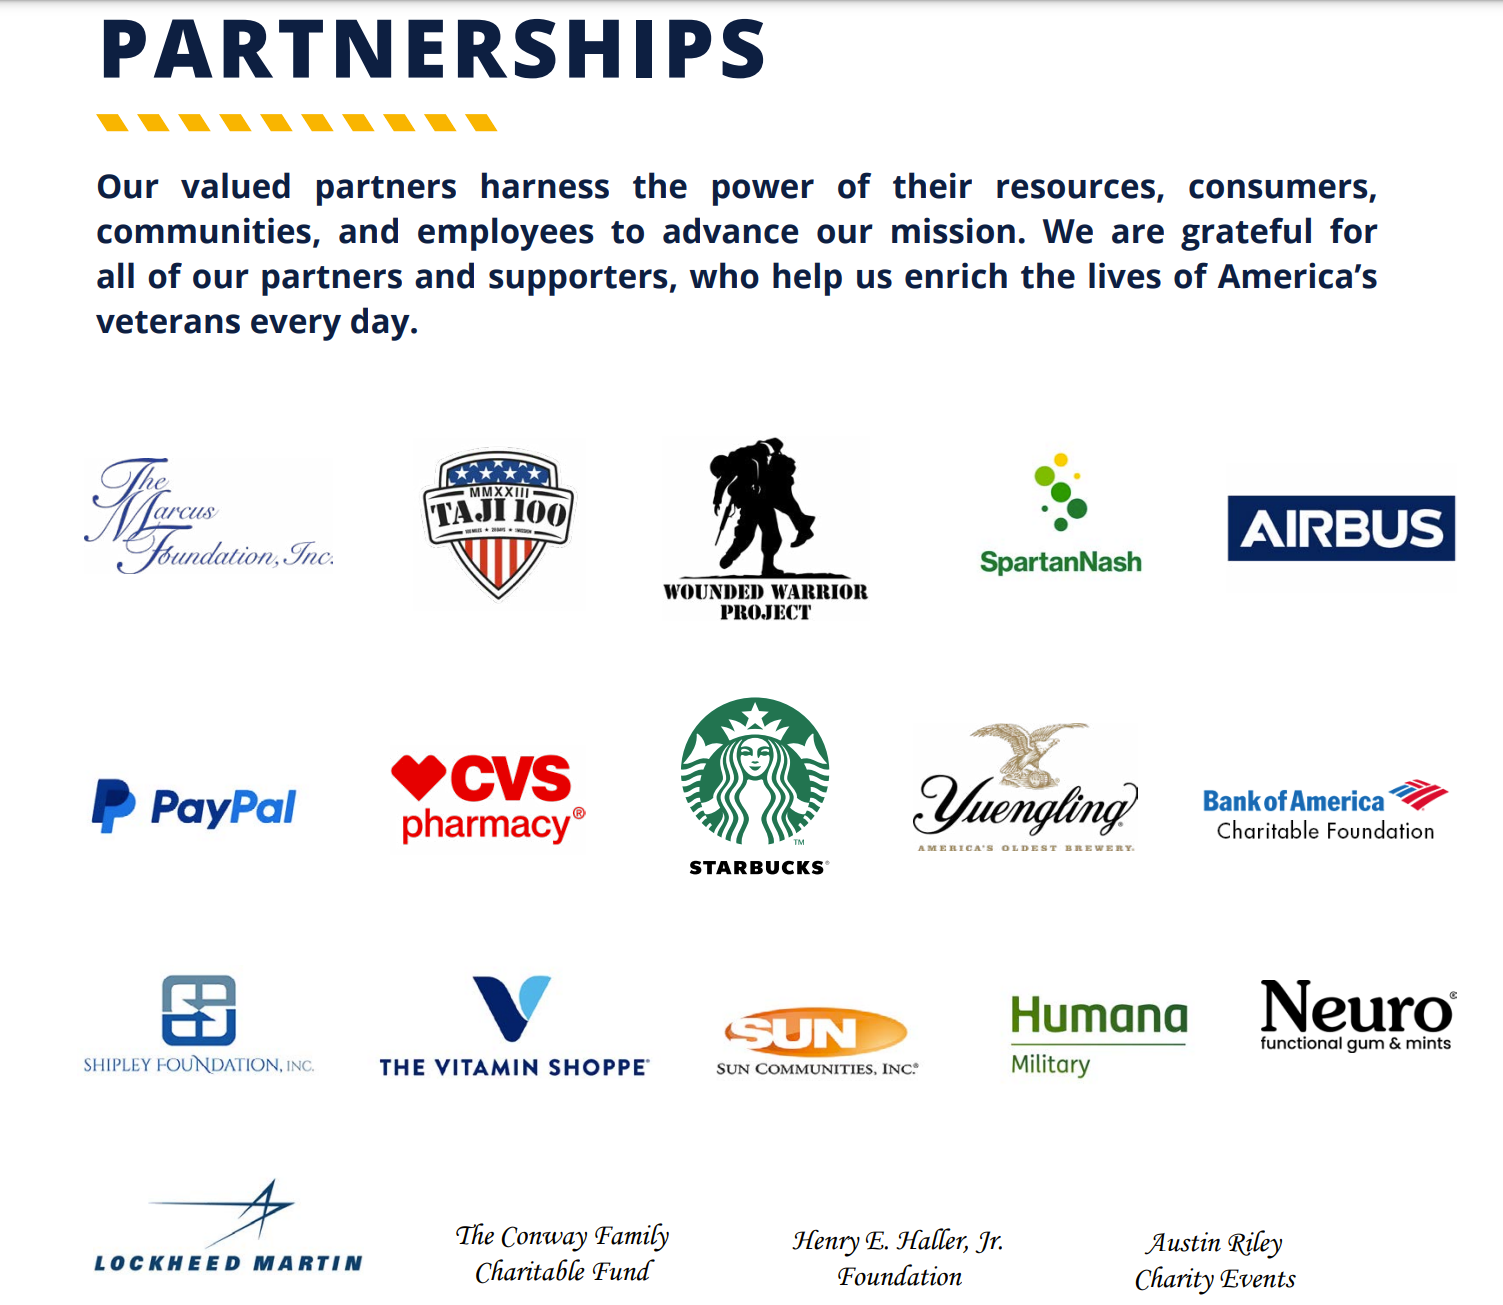 PARTNERSHIPS
Our valued partners harness the power of their resources, consumers,
communities, and employees to advance our mission. We are grateful for
all of our partners and supporters, who help us enrich the lives of America’s
veterans every day.
The
Marcus
Foundation, Inc.
MMXXIII
TAJI 100
WOUNDED WARRIOR
PROJECT
SpartanNash
AIRBUS
PayPal
CVS
pharmacy®
TM
STARBUCKS®
Yuengling®
AMERICA'S OLDEST BREWERY.
Bank of America
Charitable Foundation
SHIPLEY FOUNDATION, INC.
THE VITAMIN SHOPPE®
SUN
SUN COMMUNITIES, INC.®
Humana
Military
Neuro®
functional gum & mints
LOCKHEED MARTIN
The Conway Family
Charitable Fund
Henry E. Haller, Jr.
Foundation
Austin Riley
Charity Events